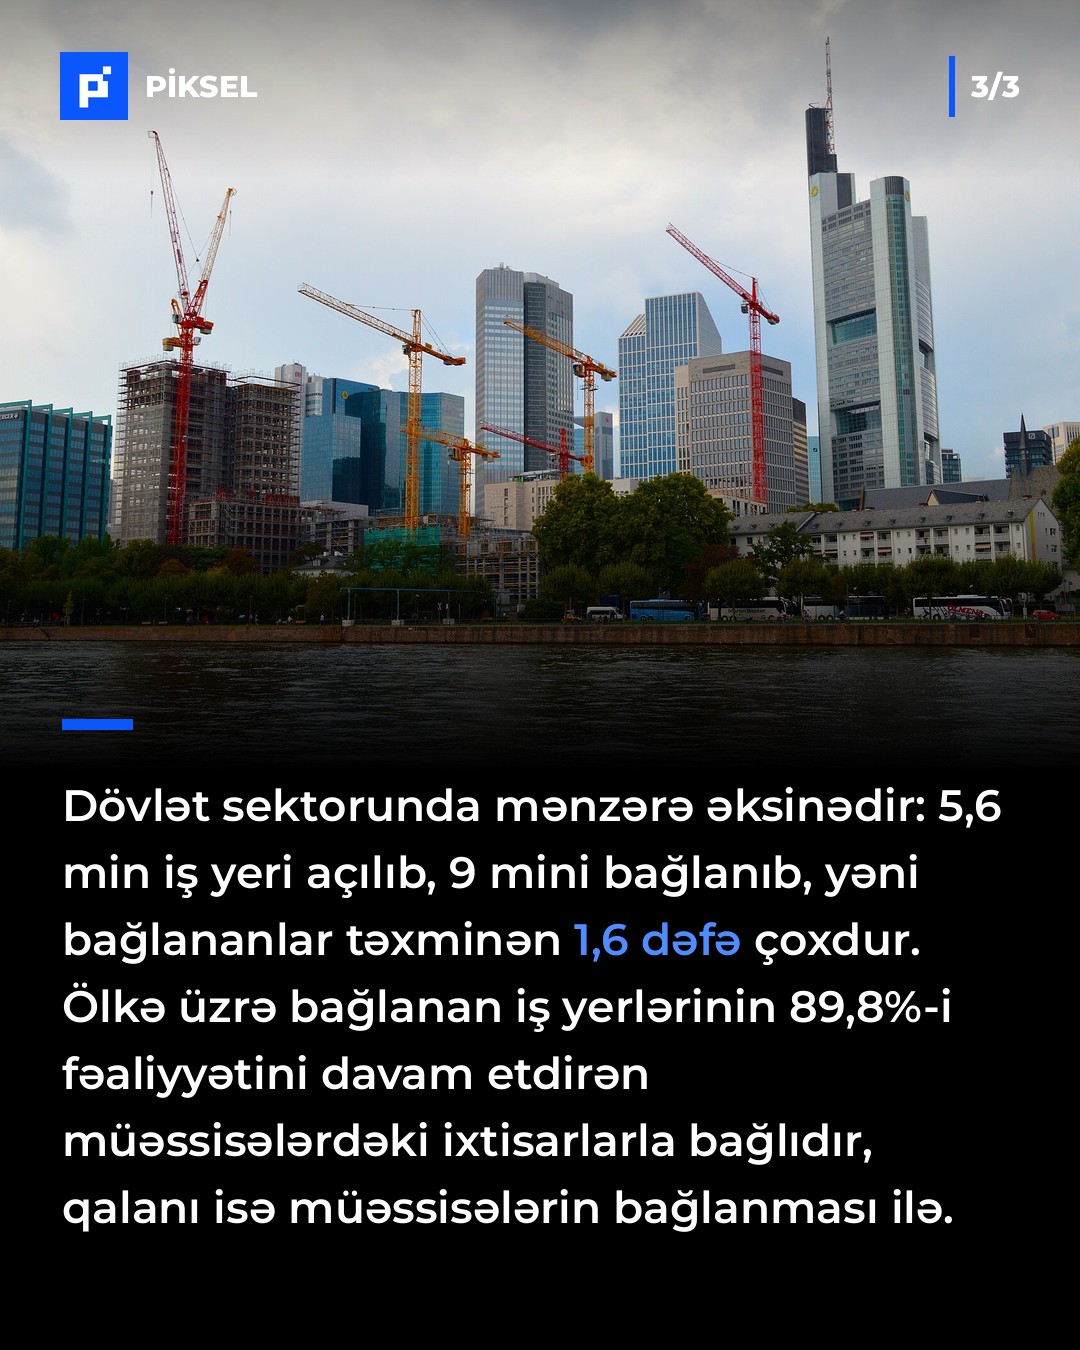 PİKSEL
3/3
Dövlət sektorunda mənzərə əksinədir: 5,6
min iş yeri açılıb, 9 mini bağlanıb, yəni
bağlananlar təxminən 1,6 dəfə çoxdur.
Ölkə üzrə bağlanan iş yerlərinin 89,8%-i
fəaliyyətini davam etdirən
müəssisələrdəki ixtisarlarla bağlıdır,
qalanı isə müəssisələrin bağlanması ilə.